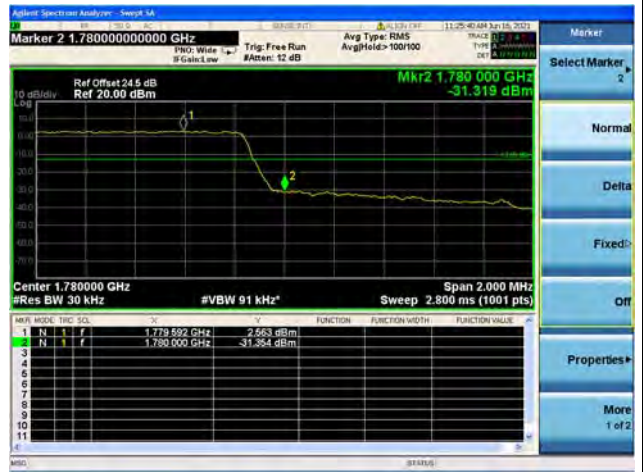 Agilent Spectrum Analyzer - Swept SA
11:25:40 AM Jun 16, 2021
Marker 2 1.780000000000 GHz
PNO: Wide
IFGain:Low
Trig: Free Run
#Atten: 12 dB
Avg Type: RMS
Avg|Hold:>100/100
TRACE
TYPE
DET
Mkr2 1.780 000 GHz
-31.319 dBm
Ref Offset 24.5 dB
10 dB/div Ref 20.00 dBm
Log
1
2
Center 1.780000 GHz
Span 2.000 MHz
#Res BW 30 kHz
#VBW 91 kHz*
Sweep 2.800 ms (1001 pts)
MKR MODE TRC SCL X Y FUNCTION FUNCTION WIDTH FUNCTION VALUE
1 N 1 f 1.779 592 GHz 2.563 dBm
2 N 1 f 1.780 000 GHz -31.354 dBm
3
4
5
6
7
8
9
10
11
MSG
STATUS
Marker
Select Marker
2
Normal
Delta
Fixed
Off
Properties
More
1 of 2